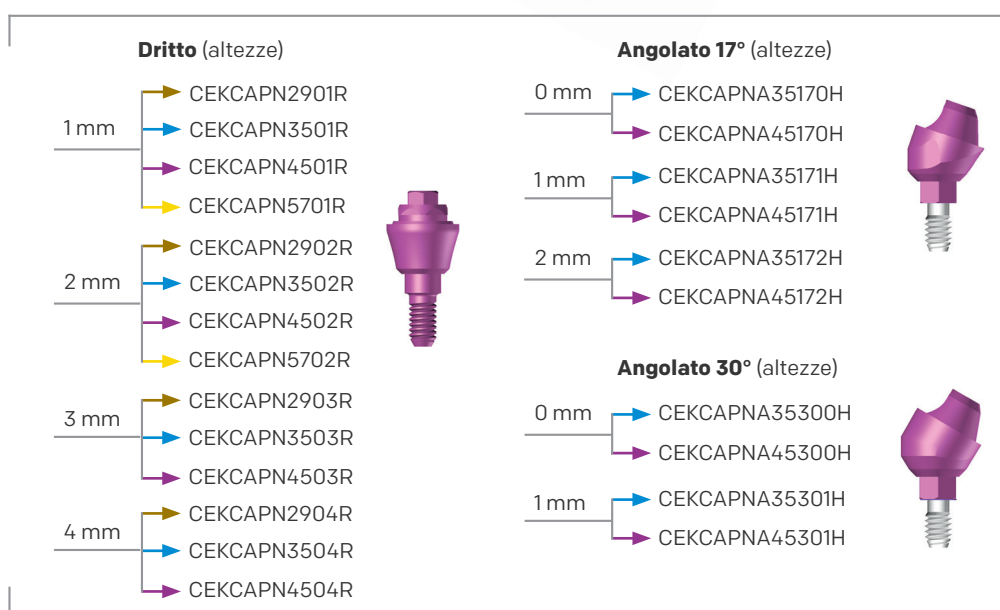 Dritto (altezze)
1 mm
CEKCAPN2901R
CEKCAPN3501R
CEKCAPN4501R
CEKCAPN5701R
2 mm
CEKCAPN2902R
CEKCAPN3502R
CEKCAPN4502R
CEKCAPN5702R
3 mm
CEKCAPN2903R
CEKCAPN3503R
CEKCAPN4503R
4 mm
CEKCAPN2904R
CEKCAPN3504R
CEKCAPN4504R
Angolato 17° (altezze)
0 mm
CEKCAPNA35170H
CEKCAPNA45170H
1 mm
CEKCAPNA35171H
CEKCAPNA45171H
2 mm
CEKCAPNA35172H
CEKCAPNA45172H
Angolato 30° (altezze)
0 mm
CEKCAPNA35300H
CEKCAPNA45300H
1 mm
CEKCAPNA35301H
CEKCAPNA45301H